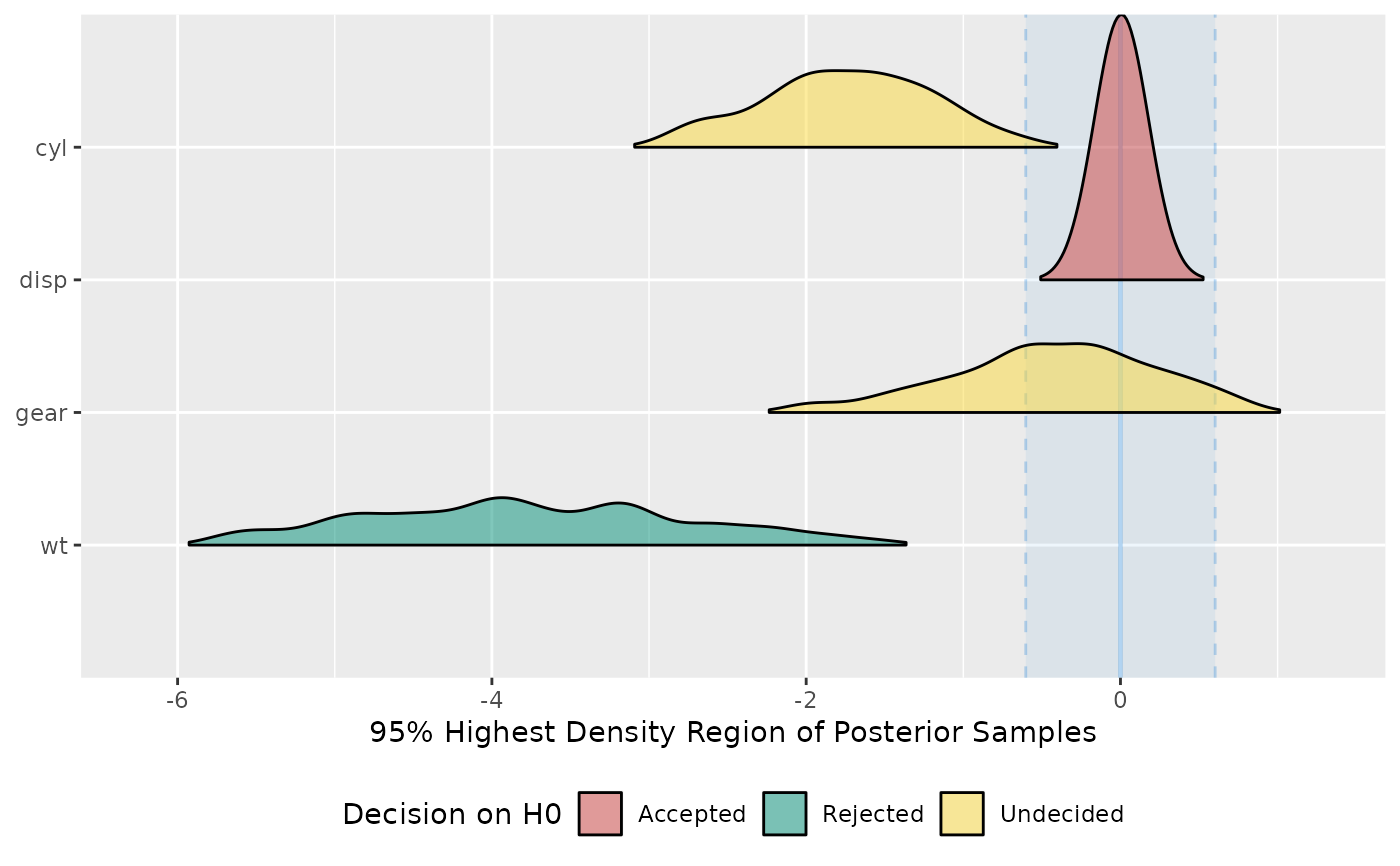 cyl
disp
gear
wt
-6 -4 -2 0
95% Highest Density Region of Posterior Samples
Decision on H0 Accepted Rejected Undecided